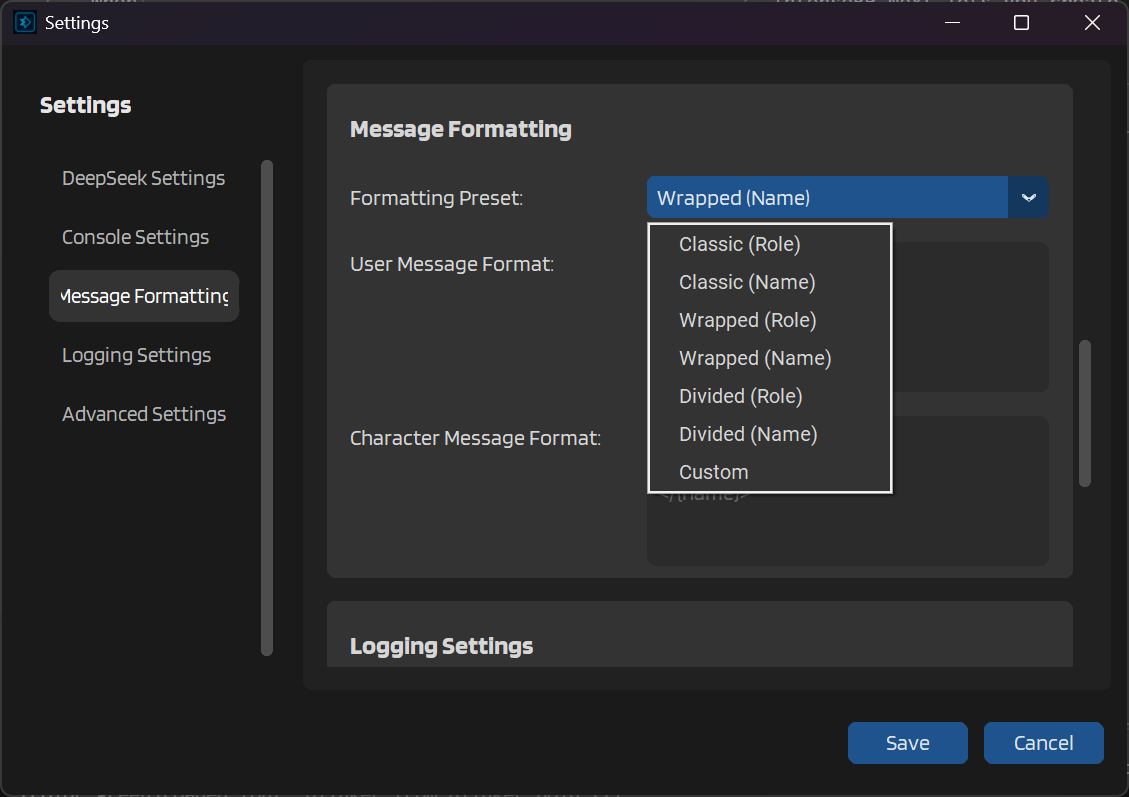 Settings
Settings
DeepSeek Settings
Console Settings
Message Formatting
Logging Settings
Advanced Settings
Message Formatting
Formatting Preset:
Wrapped (Name)
Classic (Role)
Classic (Name)
Wrapped (Role)
Wrapped (Name)
Divided (Role)
Divided (Name)
Custom
User Message Format:
Character Message Format:
</{name}>
Logging Settings
Save
Cancel